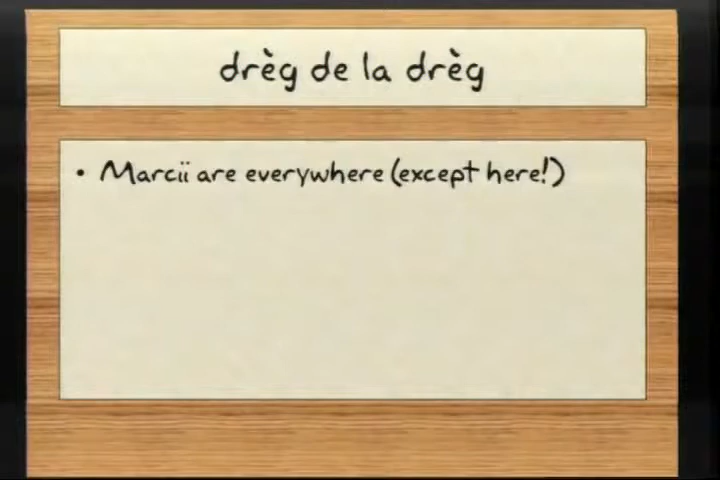 drèg de la drèg
• Marcii are everywhere (except here!)